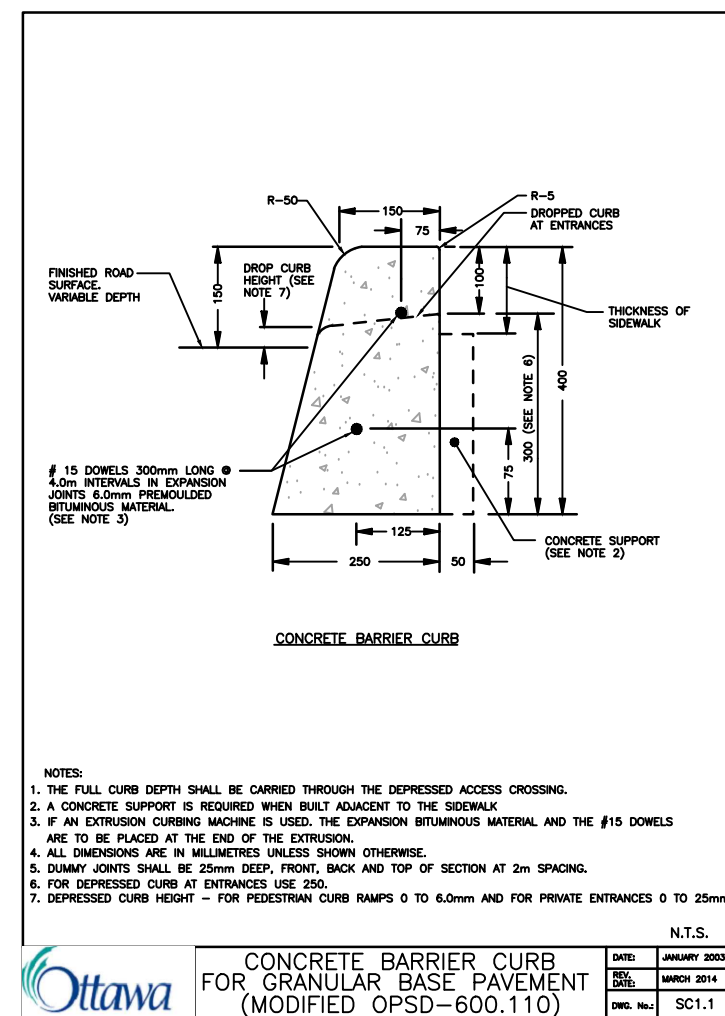 R-50
150
R-5
75
DROPPED CURB
AT ENTRANCES
FINISHED ROAD
SURFACE.
VARIABLE DEPTH
150
DROP CURB
HEIGHT (SEE
NOTE 7)
100
THICKNESS OF
SIDEWALK
300 (SEE NOTE 6)
400
# 15 DOWELS 300mm LONG @
4.0m INTERVALS IN EXPANSION
JOINTS 6.0mm PREMOULDED
BITUMINOUS MATERIAL.
(SEE NOTE 3)
75
125
CONCRETE SUPPORT
(SEE NOTE 2)
250
50
CONCRETE BARRIER CURB
NOTES:
1. THE FULL CURB DEPTH SHALL BE CARRIED THROUGH THE DEPRESSED ACCESS CROSSING.
2. A CONCRETE SUPPORT IS REQUIRED WHEN BUILT ADJACENT TO THE SIDEWALK
3. IF AN EXTRUSION CURBING MACHINE IS USED. THE EXPANSION BITUMINOUS MATERIAL AND THE #15 DOWELS
ARE TO BE PLACED AT THE END OF THE EXTRUSION.
4. ALL DIMENSIONS ARE IN MILLIMETRES UNLESS SHOWN OTHERWISE.
5. DUMMY JOINTS SHALL BE 25mm DEEP, FRONT, BACK AND TOP OF SECTION AT 2m SPACING.
6. FOR DEPRESSED CURB AT ENTRANCES USE 250.
7. DEPRESSED CURB HEIGHT – FOR PEDESTRIAN CURB RAMPS 0 TO 6.0mm AND FOR PRIVATE ENTRANCES 0 TO 25mm
N.T.S.
Ottawa
CONCRETE BARRIER CURB
FOR GRANULAR BASE PAVEMENT
(MODIFIED OPSD–600.110)
DATE: JANUARY 2003
REV. DATE: MARCH 2014
DWG. No.: SC1.1